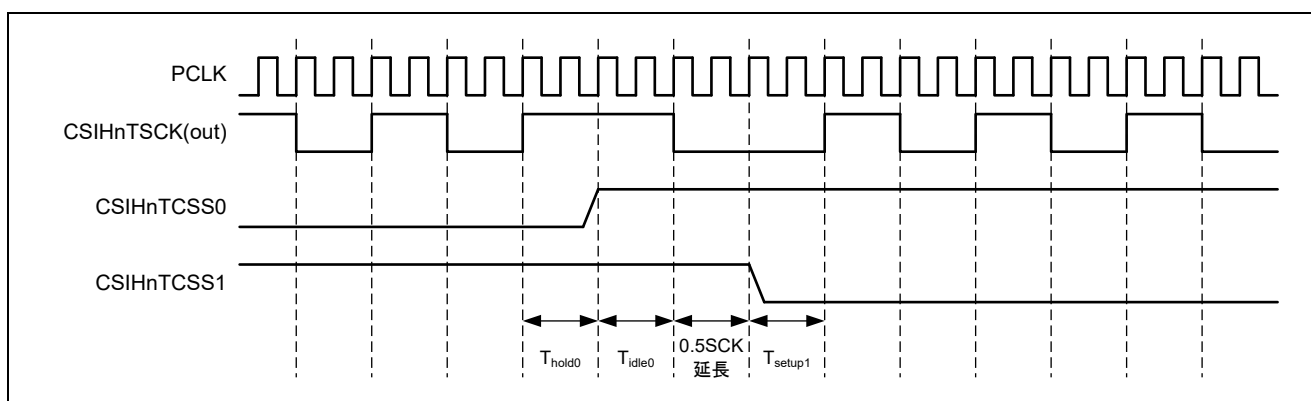 PCLK
CSIHnTSCK(out)
CSIHnTCSS0
CSIHnTCSS1
Thold0
Tidle0
0.5SCK
延長
Tsetup1